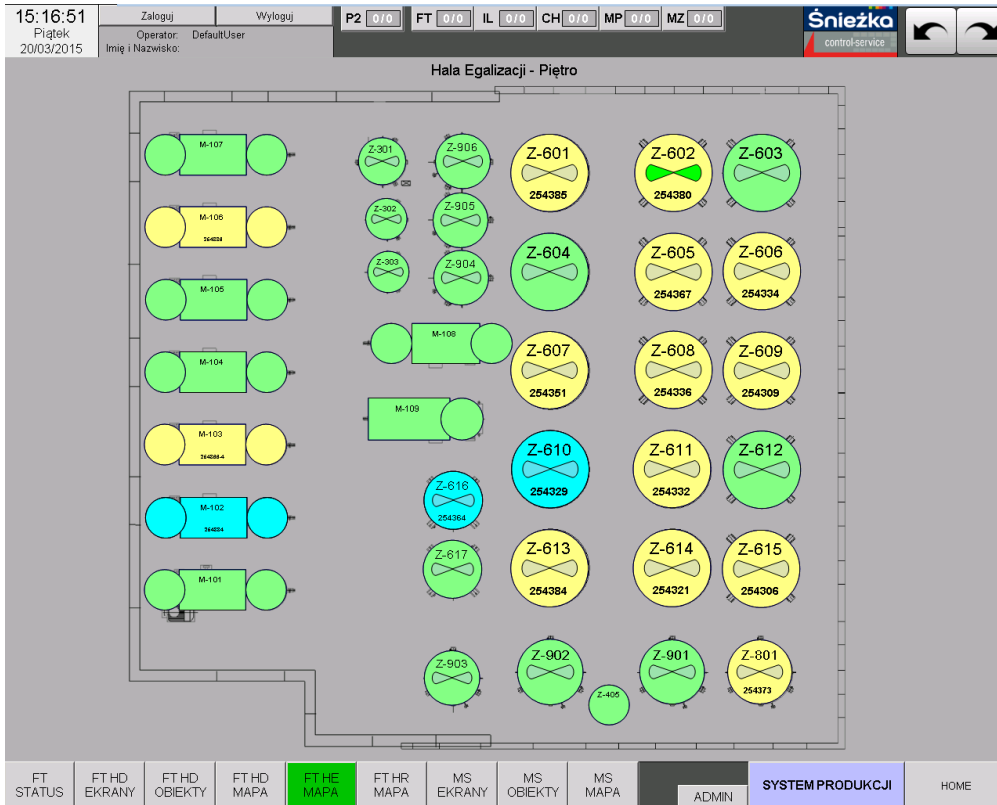 15:16:51
Piątek
20/03/2015
Zaloguj
Wyloguj
Operator: DefaultUser
Imię i Nazwisko:
P2 0/0 FT 0/0 IL 0/0 CH 0/0 MP 0/0 MZ 0/0
Śnieżka
control-service
Hala Egalizacji - Piętro
M-107
M-106
M-105
M-104
M-103
M-102
M-101
Z-301
Z-906
Z-302
Z-905
Z-303
Z-904
M-108
M-109
Z-616
254364
Z-617
Z-903
Z-601
254385
Z-602
254380
Z-603
Z-604
Z-605
254367
Z-606
254334
Z-607
254351
Z-608
254336
Z-609
254309
Z-610
254329
Z-611
254332
Z-612
Z-613
254384
Z-614
254321
Z-615
254306
Z-902
Z-405
Z-901
Z-801
254373
FT
STATUS
FT HD
EKRANY
FT HD
OBIEKTY
FT HD
MAPA
FT HE
MAPA
FT HR
MAPA
MS
EKRANY
MS
OBIEKTY
MS
MAPA
ADMIN
SYSTEM PRODUKCJI
HOME